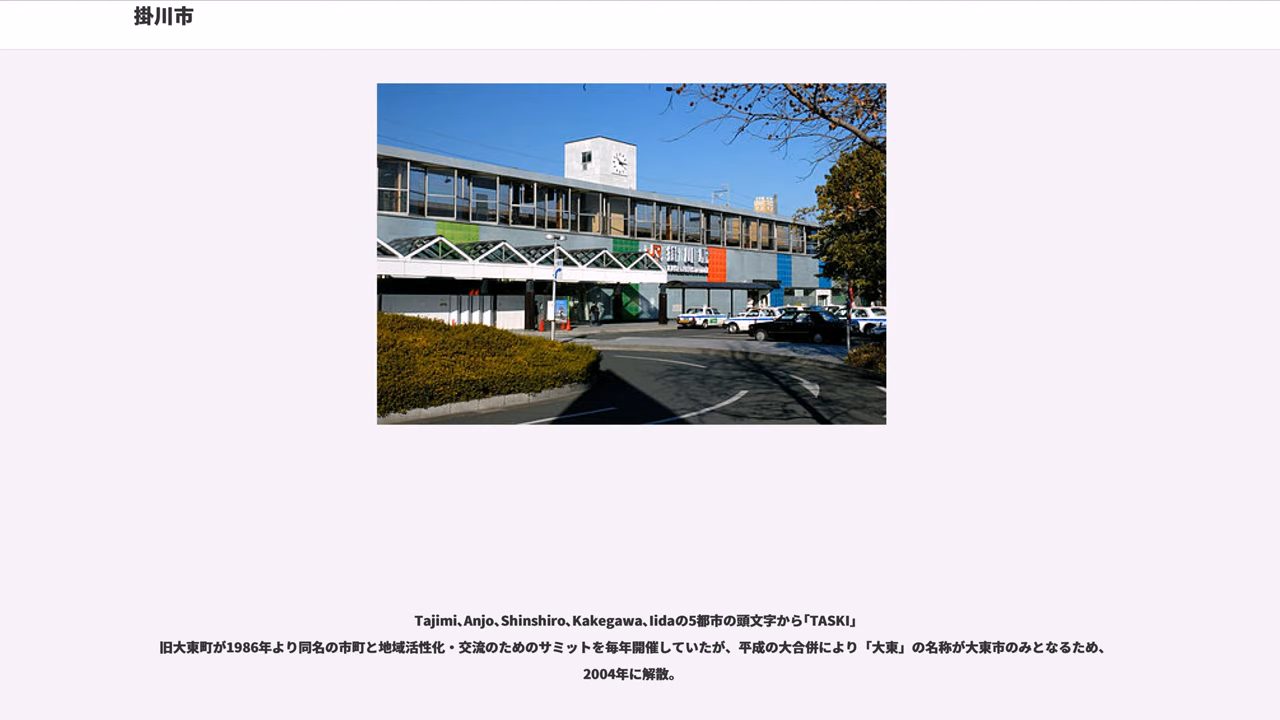 掛川市
掛川駅
Tajimi、Anjo、Shinshiro、Kakegawa、Iidaの5都市の頭文字から「TASKI」
旧大東町が1986年より同名の市町と地域活性化・交流のためのサミットを毎年開催していたが、平成の大合併により「大東」の名称が大東市のみとなるため、
2004年に解散。